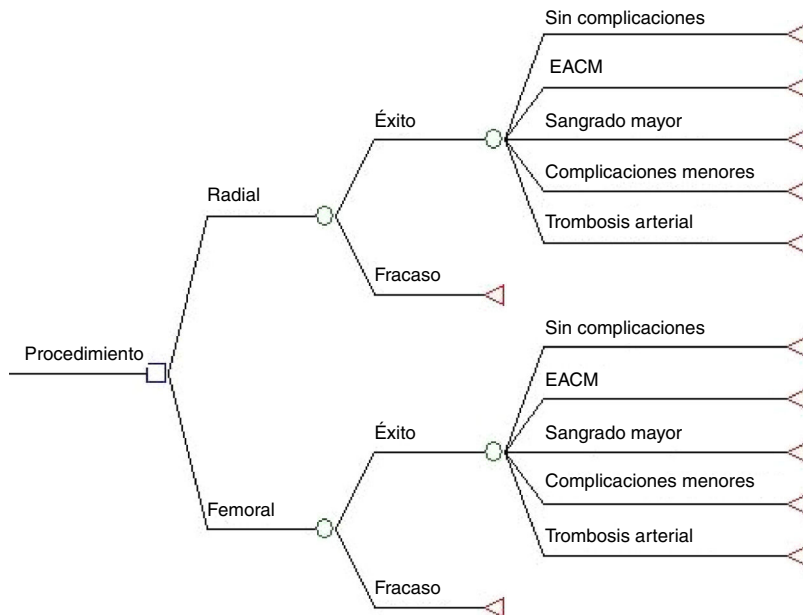 Sin complicaciones
EACM
Éxito
Sangrado mayor
Complicaciones menores
Radial
Trombosis arterial
Fracaso
Procedimiento
Sin complicaciones
EACM
Éxito
Sangrado mayor
Complicaciones menores
Femoral
Trombosis arterial
Fracaso